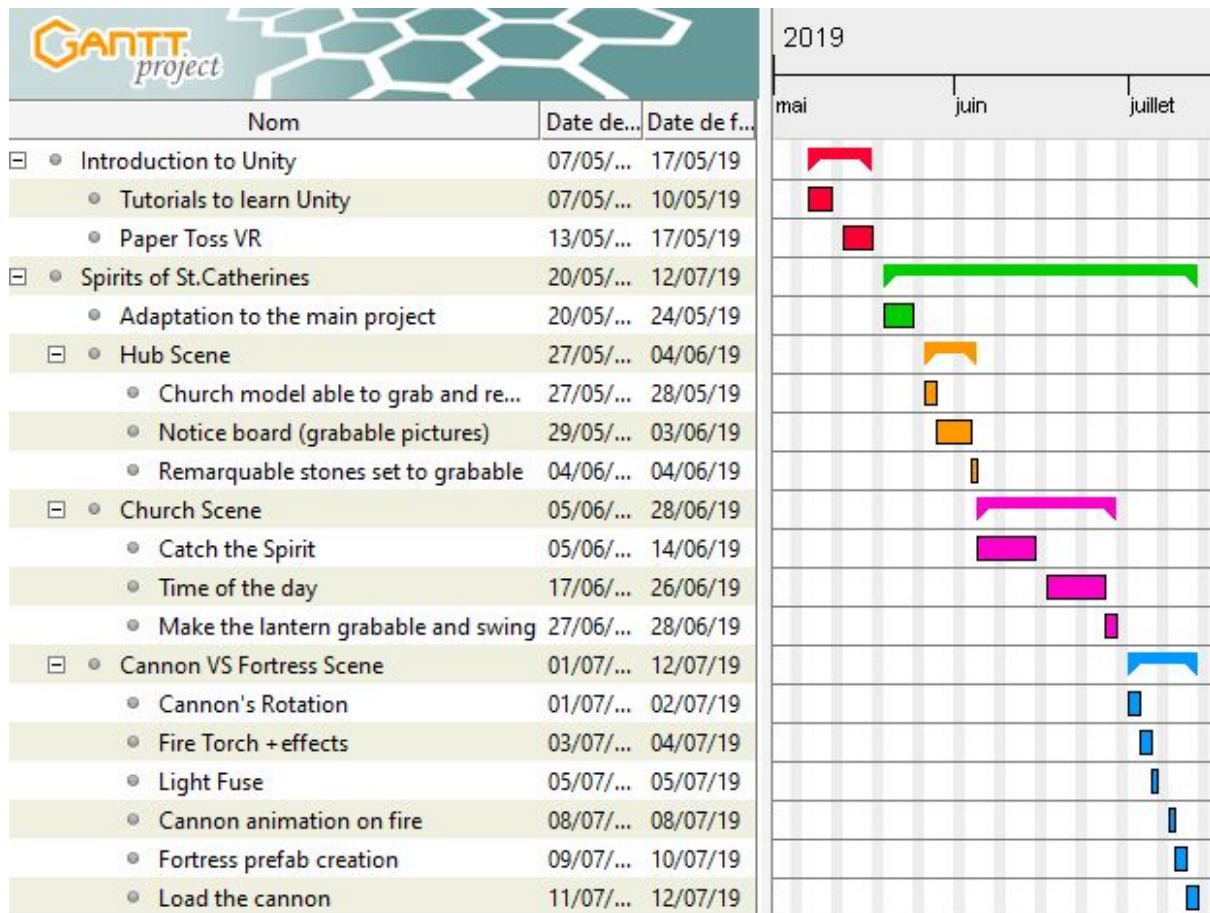 GANTT
project
2019
mai juin juillet
Nom Date de... Date de f...
Introduction to Unity 07/05/... 17/05/19
Tutorials to learn Unity 07/05/... 10/05/19
Paper Toss VR 13/05/... 17/05/19
Spirits of St.Catherines 20/05/... 12/07/19
Adaptation to the main project 20/05/... 24/05/19
Hub Scene 27/05/... 04/06/19
Church model able to grab and re... 27/05/... 28/05/19
Notice board (grabable pictures) 29/05/... 03/06/19
Remarquable stones set to grabable 04/06/... 04/06/19
Church Scene 05/06/... 28/06/19
Catch the Spirit 05/06/... 14/06/19
Time of the day 17/06/... 26/06/19
Make the lantern grabable and swing 27/06/... 28/06/19
Cannon VS Fortress Scene 01/07/... 12/07/19
Cannon's Rotation 01/07/... 02/07/19
Fire Torch +effects 03/07/... 04/07/19
Light Fuse 05/07/... 05/07/19
Cannon animation on fire 08/07/... 08/07/19
Fortress prefab creation 09/07/... 10/07/19
Load the cannon 11/07/... 12/07/19